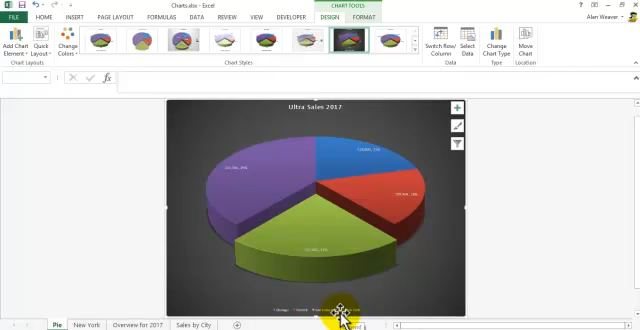 Charts.xlsx - Excel
CHART TOOLS
FILE HOME INSERT PAGE LAYOUT FORMULAS DATA REVIEW VIEW DEVELOPER DESIGN FORMAT
Alan Weaver
Add Chart Element
Quick Layout
Change Colors
Switch Row/Column
Select Data
Change Chart Type
Move Chart
Chart Layouts
Chart Styles
Data
Type
Location
fx
Ultra Sales 2017
Pie New York Overview for 2017 Sales by City